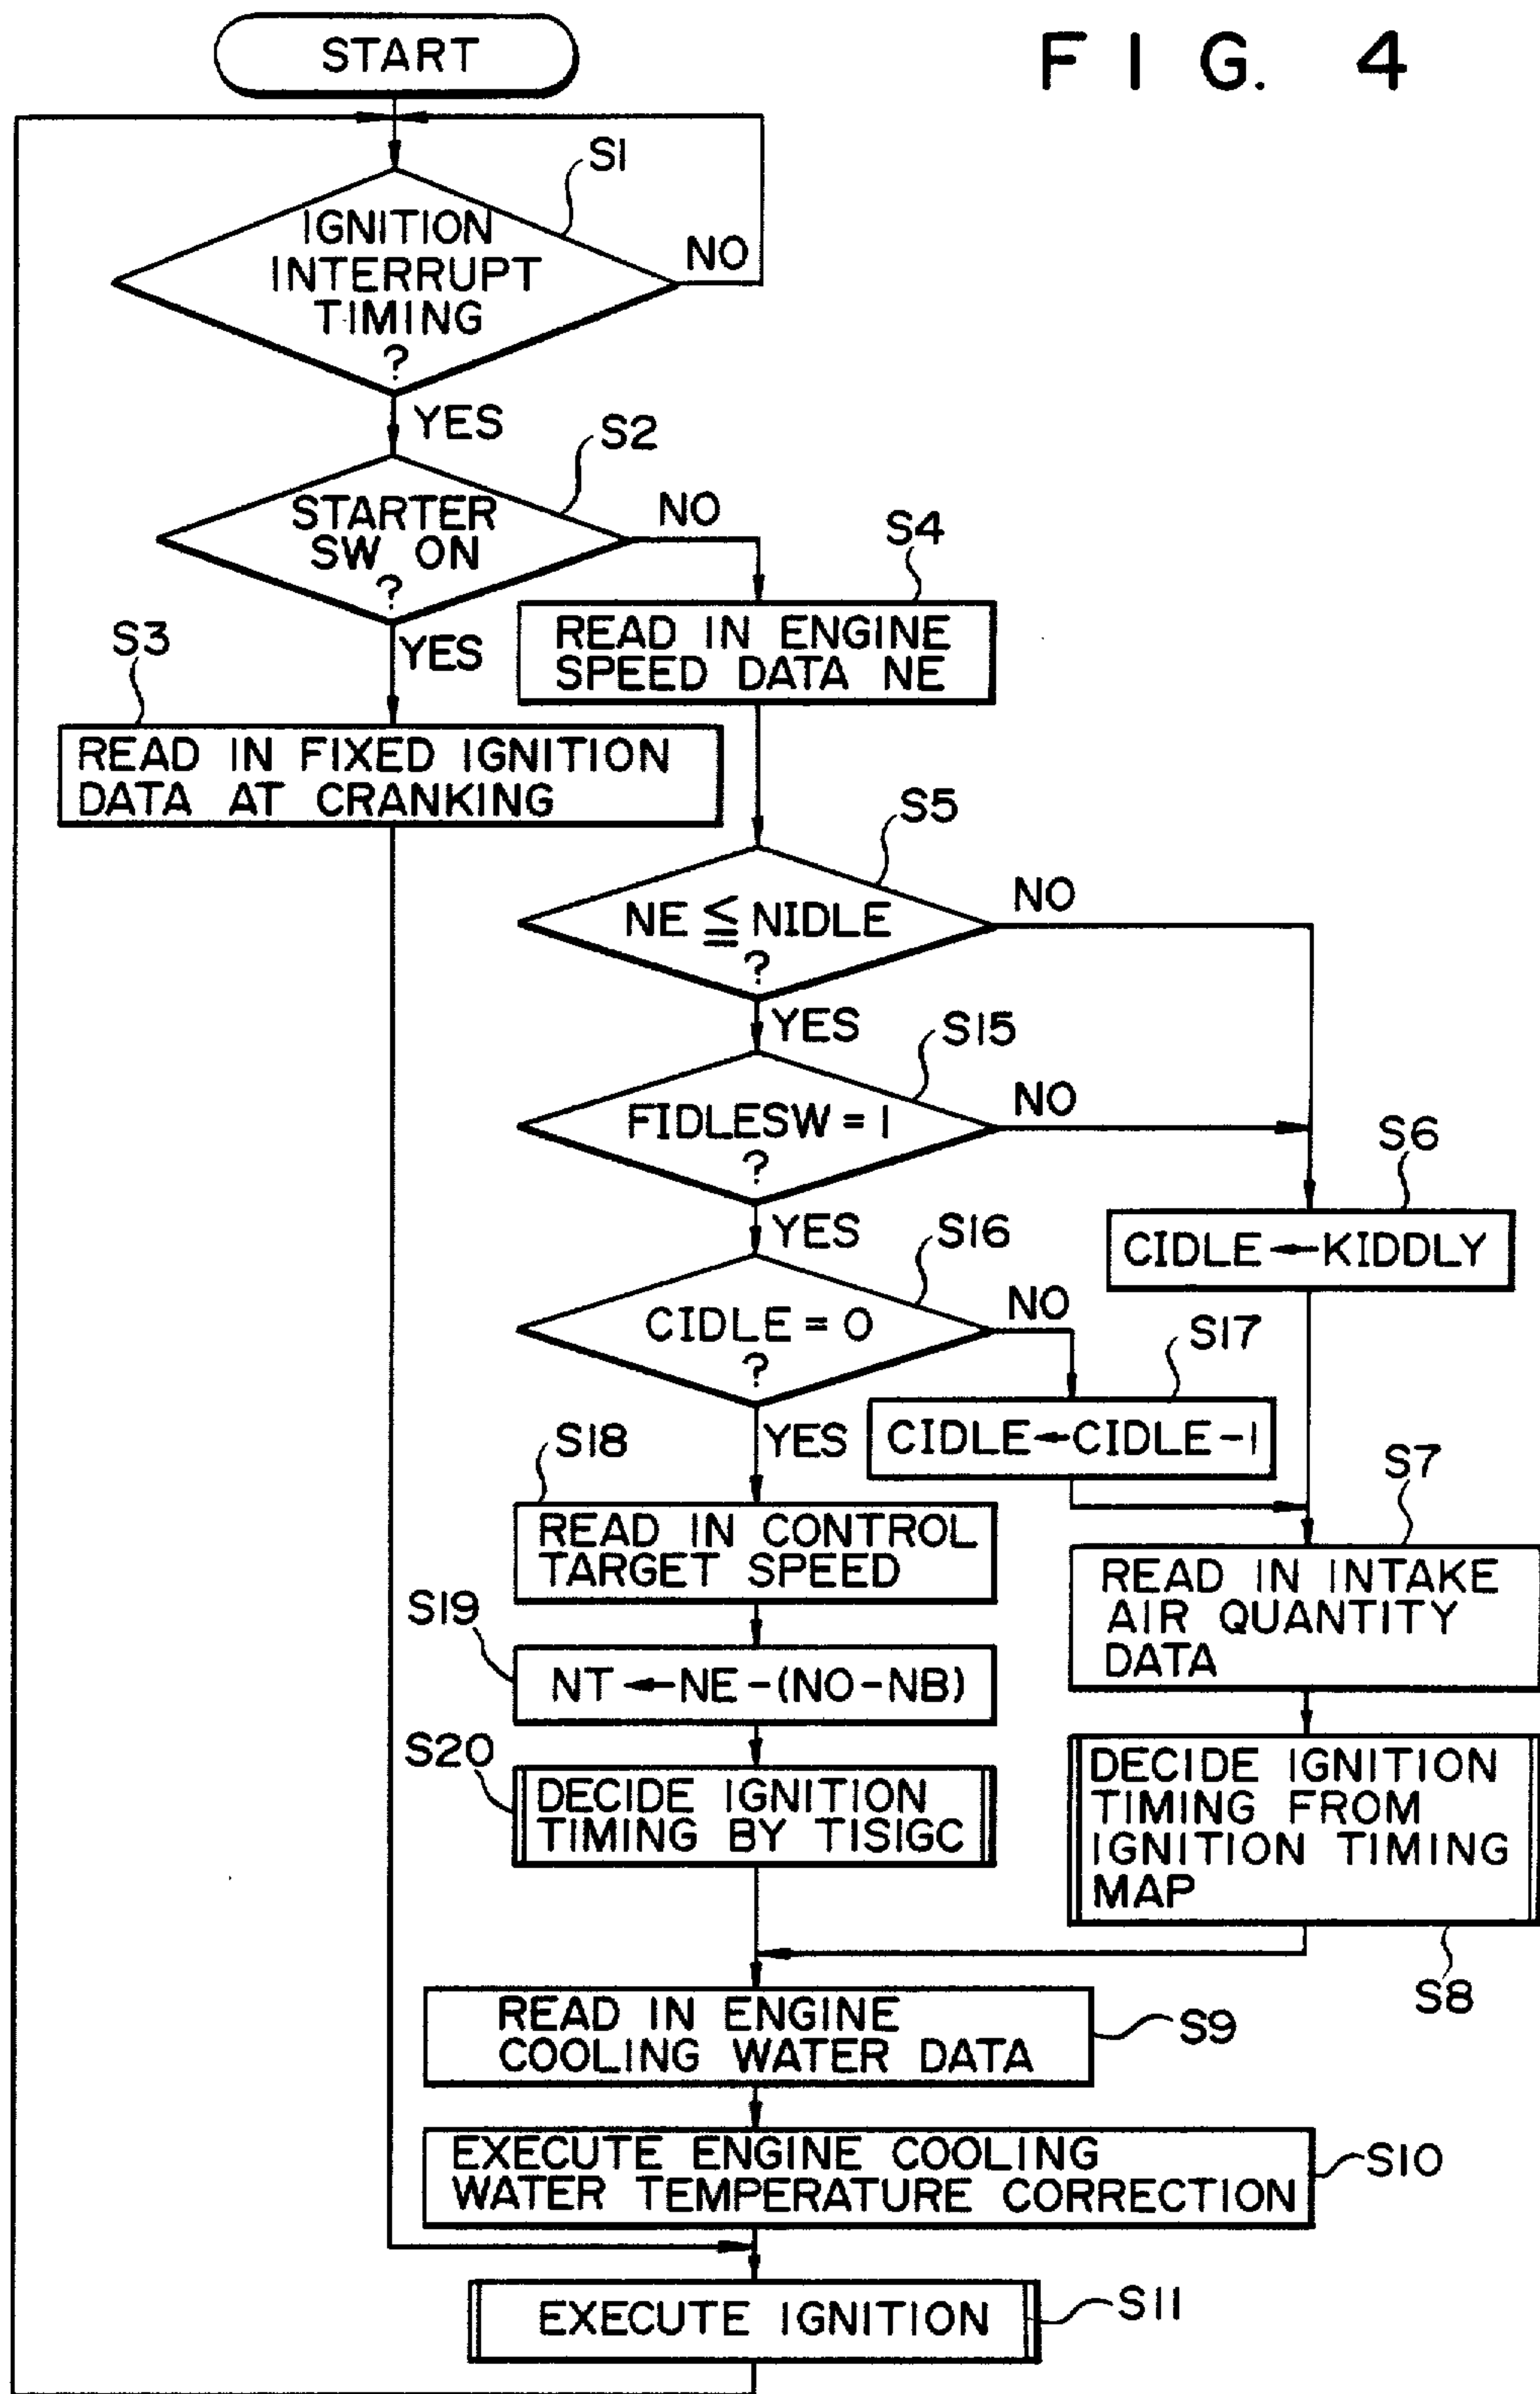 FIG. 4
START
S1
IGNITION
INTERRUPT
TIMING
?
NO
YES
S2
STARTER
SW ON
?
NO
YES
S3
READ IN FIXED IGNITION
DATA AT CRANKING
S4
READ IN ENGINE
SPEED DATA NE
S5
NE ≦ NIDLE
?
NO
YES
S15
FIDLESW = 1
?
NO
YES
S6
CIDLE ← KIDDLY
S16
CIDLE = 0
?
NO
YES
S17
CIDLE ← CIDLE - 1
S18
READ IN CONTROL
TARGET SPEED
S7
READ IN INTAKE
AIR QUANTITY
DATA
S19
NT ← NE - (NO - NB)
S20
DECIDE IGNITION
TIMING BY TISIGC
DECIDE IGNITION
TIMING FROM
IGNITION TIMING
MAP
S8
READ IN ENGINE
COOLING WATER DATA
S9
EXECUTE ENGINE COOLING
WATER TEMPERATURE CORRECTION
S10
EXECUTE IGNITION
S11